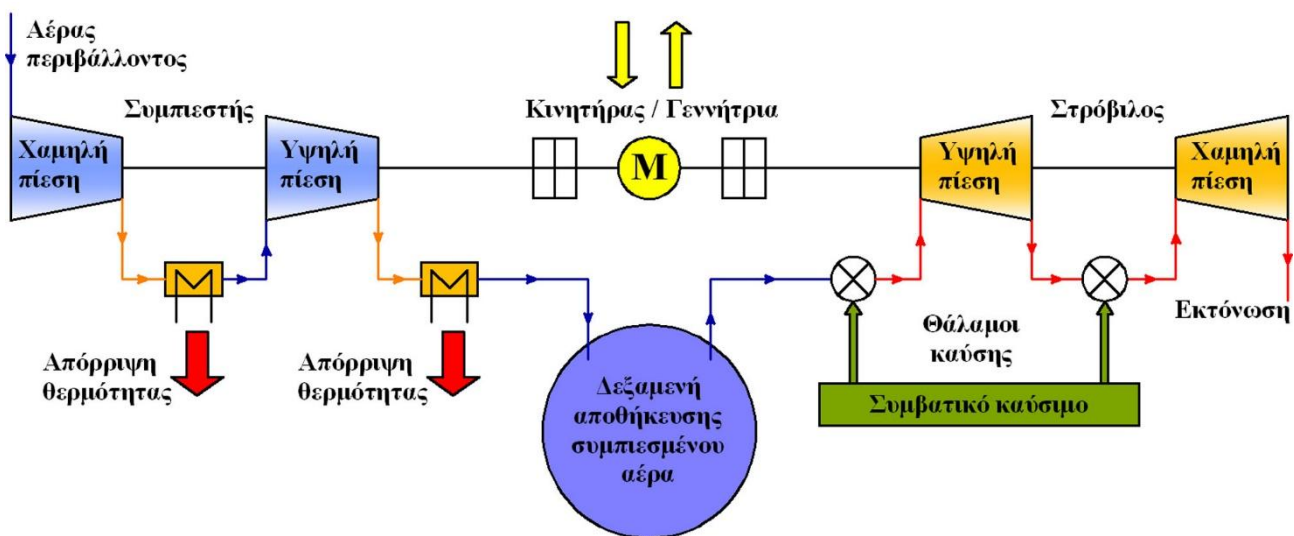 Αέρας
περιβάλλοντος
Συμπιεστής
Κινητήρας / Γεννήτρια
Στρόβιλος
Χαμηλή
πίεση
Υψηλή
πίεση
M
Υψηλή
πίεση
Χαμηλή
πίεση
Απόρριψη
θερμότητας
Απόρριψη
θερμότητας
Θάλαμοι
καύσης
Εκτόνωση
Δεξαμενή
αποθήκευσης
συμπιεσμένου
αέρα
Συμβατικό καύσιμο